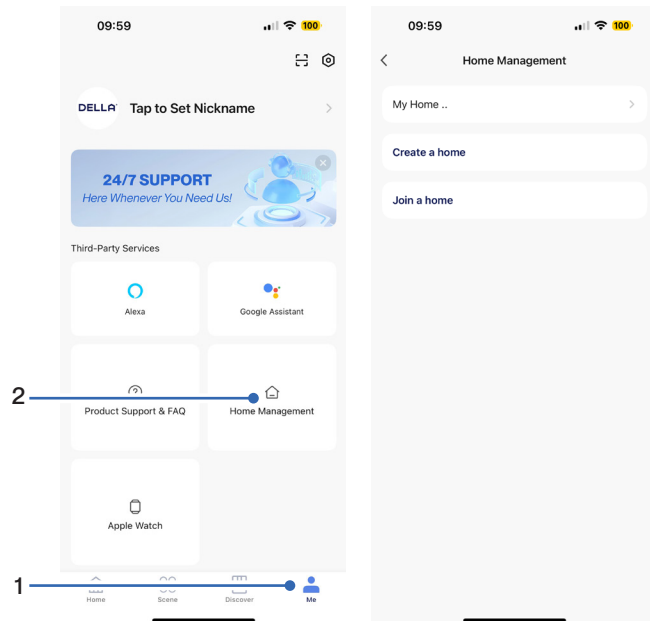 09:59
100
DELLA
Tap to Set Nickname
24/7 SUPPORT
Here Whenever You Need Us!
Third-Party Services
Alexa
Google Assistant
2
Product Support & FAQ
Home Management
Apple Watch
1
Home
Scene
Discover
Me
09:59
100
Home Management
My Home ..
Create a home
Join a home